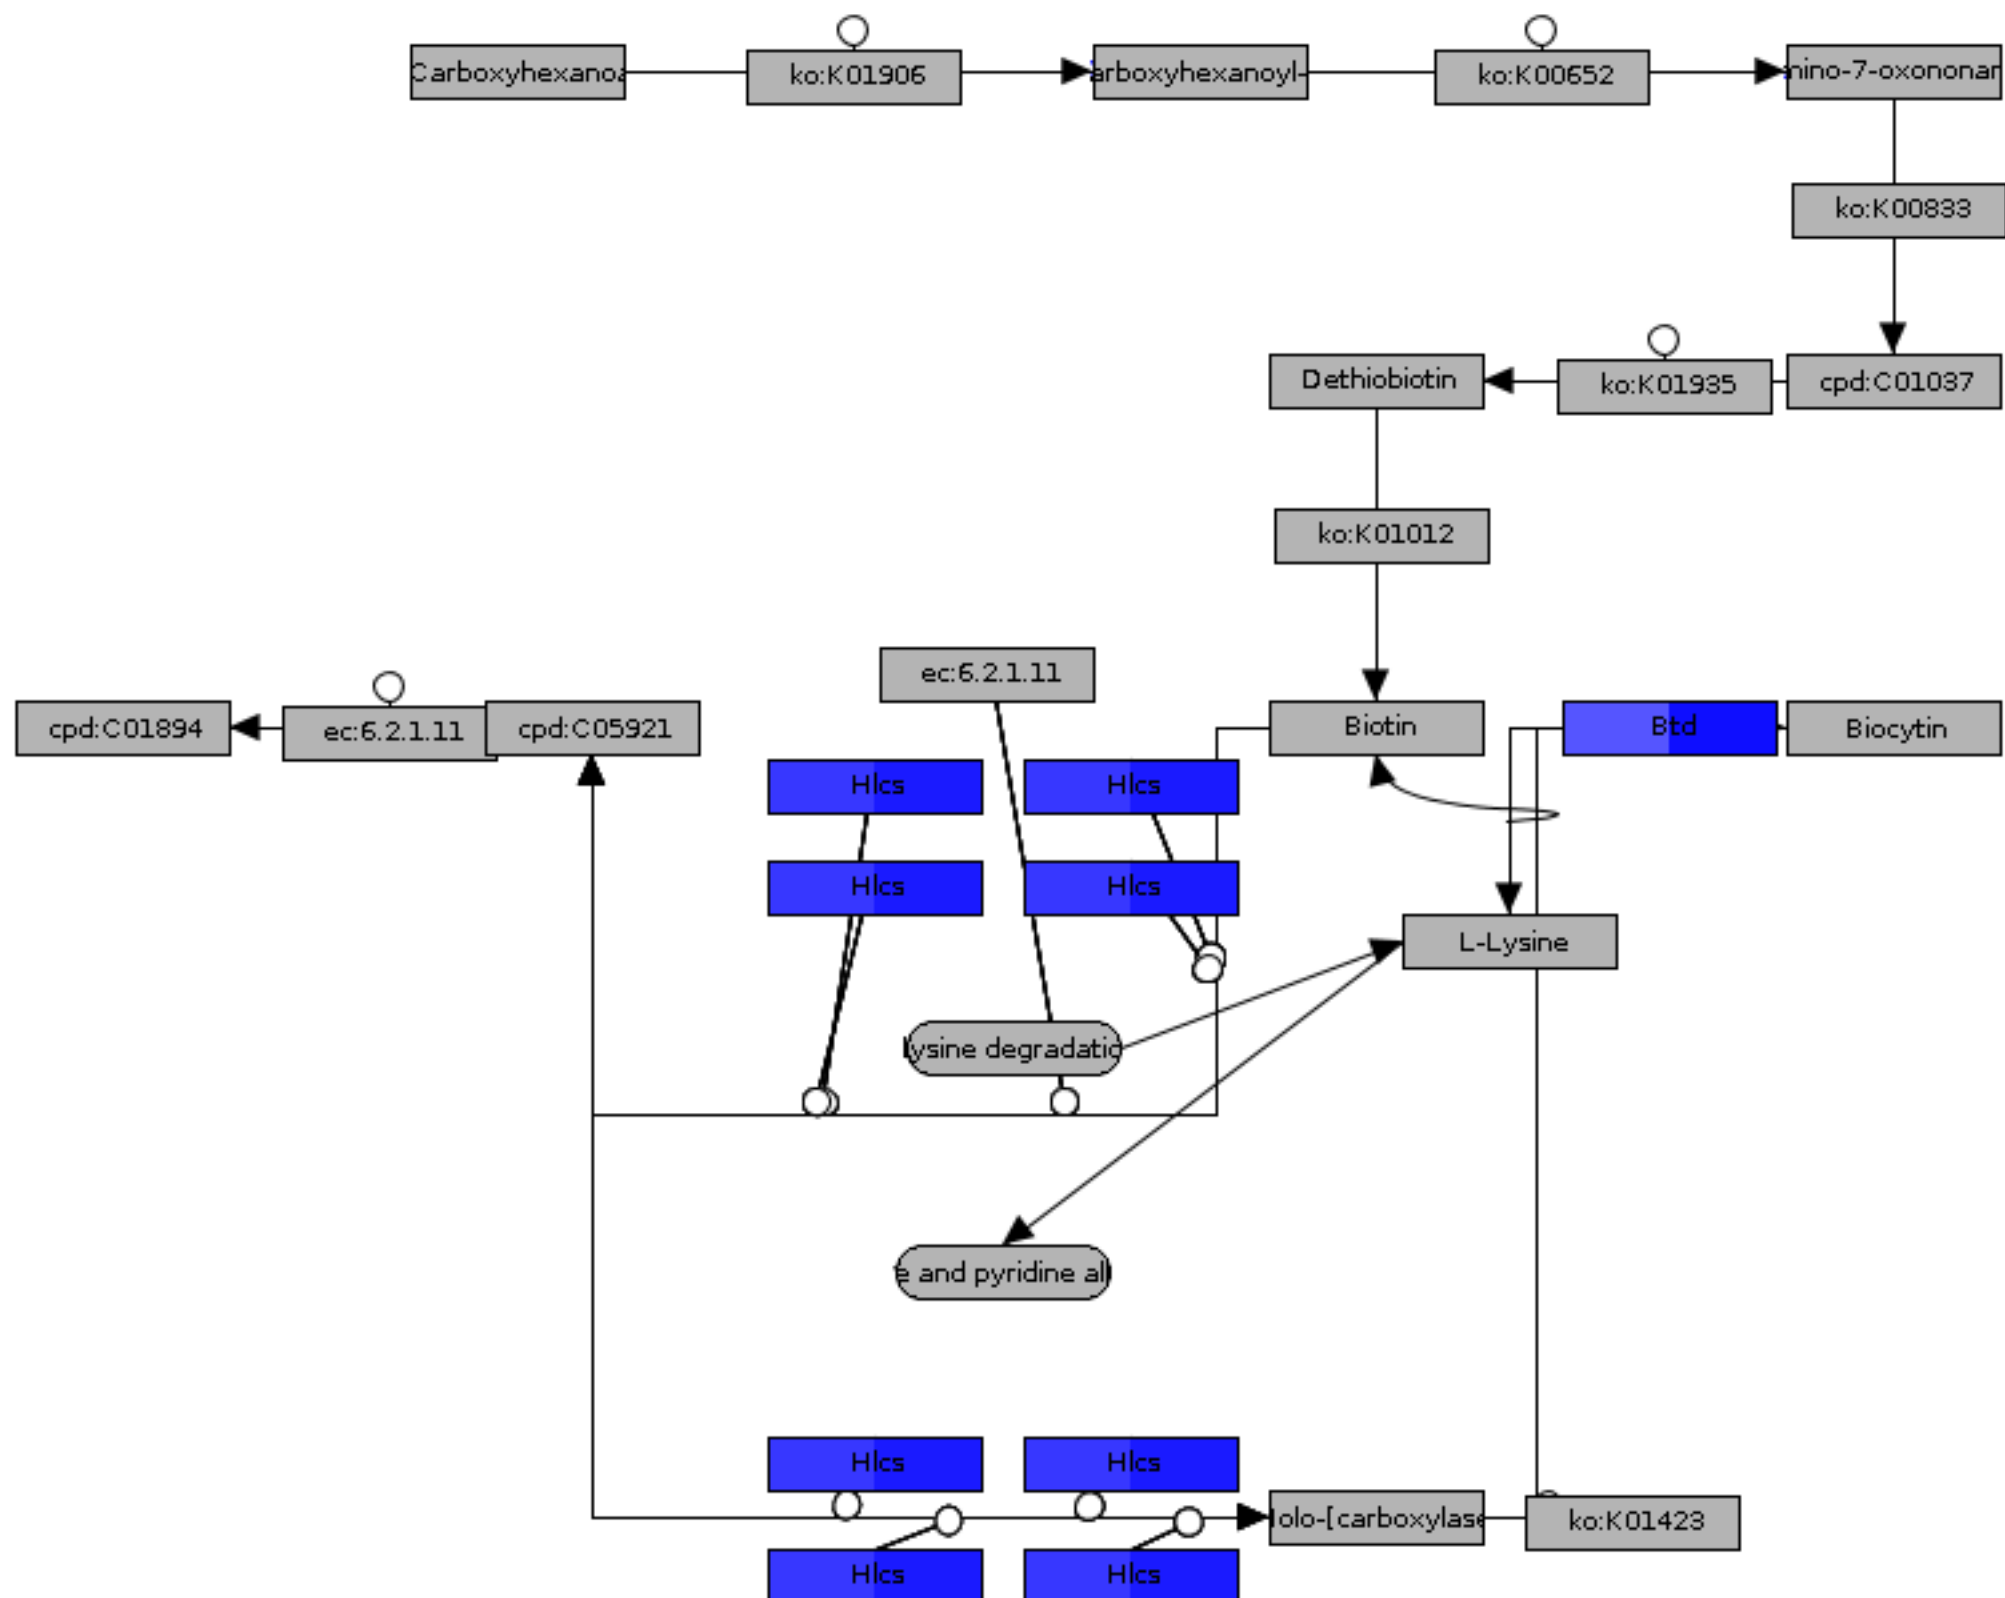 Carboxyhexanoa
ko:K01906
arboxyhexanoyl-
ko:K00652
nino-7-oxononan
ko:K00833
Dethiobiotin
ko:K01935
cpd:C01037
ko:K01012
ec:6.2.1.11
cpd:C01894
ec:6.2.1.11
cpd:C05921
Biotin
Btd
Biocytin
Hlcs
Hlcs
Hlcs
Hlcs
L-Lysine
lysine degradatio
e and pyridine al
Hlcs
Hlcs
olo-[carboxylase
ko:K01423
Hlcs
Hlcs